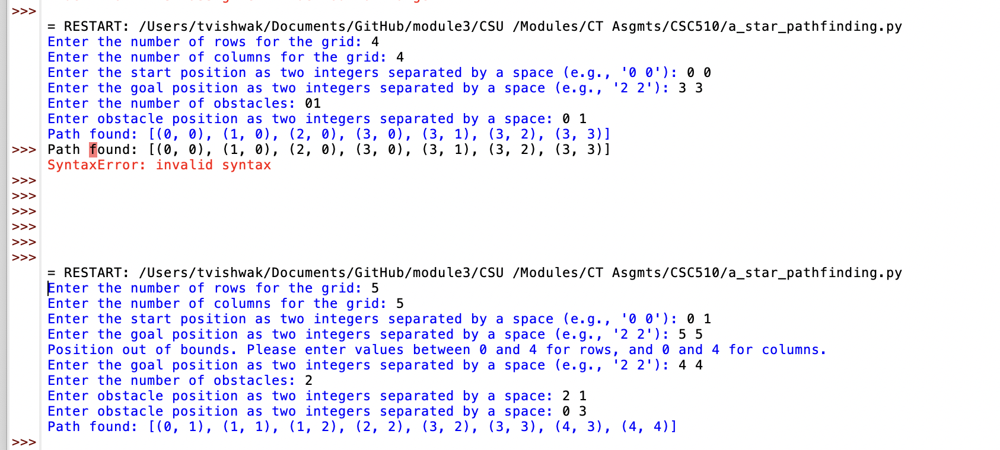 >>>
= RESTART: /Users/tvishwak/Documents/GitHub/module3/CSU /Modules/CT Asgmts/CSC510/a_star_pathfinding.py
Enter the number of rows for the grid: 4
Enter the number of columns for the grid: 4
Enter the start position as two integers separated by a space (e.g., '0 0'): 0 0
Enter the goal position as two integers separated by a space (e.g., '2 2'): 3 3
Enter the number of obstacles: 01
Enter obstacle position as two integers separated by a space: 0 1
Path found: [(0, 0), (1, 0), (2, 0), (3, 0), (3, 1), (3, 2), (3, 3)]
>>> Path found: [(0, 0), (1, 0), (2, 0), (3, 0), (3, 1), (3, 2), (3, 3)]
SyntaxError: invalid syntax
>>>
>>>
>>>
>>>
>>>
>>>
= RESTART: /Users/tvishwak/Documents/GitHub/module3/CSU /Modules/CT Asgmts/CSC510/a_star_pathfinding.py
Enter the number of rows for the grid: 5
Enter the number of columns for the grid: 5
Enter the start position as two integers separated by a space (e.g., '0 0'): 0 1
Enter the goal position as two integers separated by a space (e.g., '2 2'): 5 5
Position out of bounds. Please enter values between 0 and 4 for rows, and 0 and 4 for columns.
Enter the goal position as two integers separated by a space (e.g., '2 2'): 4 4
Enter the number of obstacles: 2
Enter obstacle position as two integers separated by a space: 2 1
Enter obstacle position as two integers separated by a space: 0 3
Path found: [(0, 1), (1, 1), (1, 2), (2, 2), (3, 2), (3, 3), (4, 3), (4, 4)]
>>>